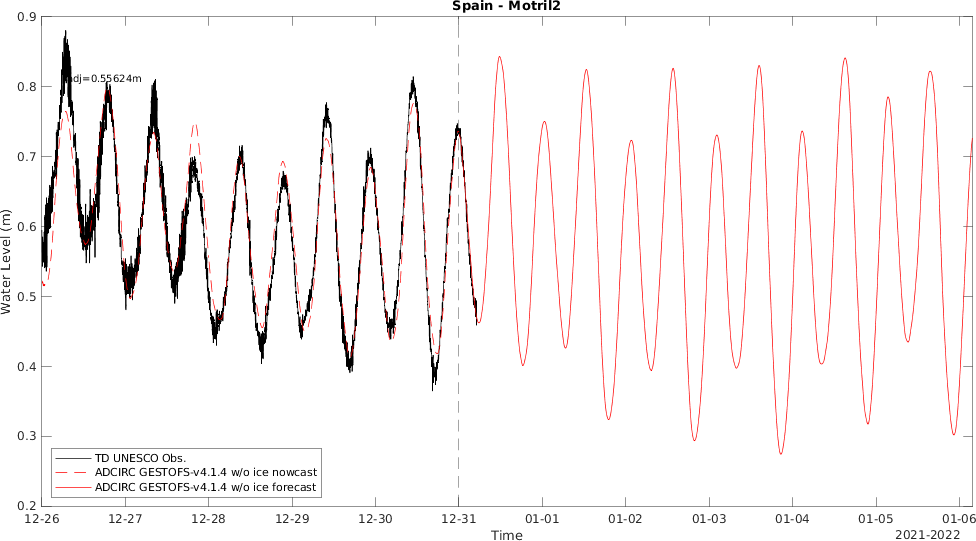 Spain - Motril2
0.9
0.8
0.7
0.6
0.5
0.4
0.3
0.2
Water Level (m)
adj=0.55624m
TD UNESCO Obs.
ADCIRC GESTOFS-v4.1.4 w/o ice nowcast
ADCIRC GESTOFS-v4.1.4 w/o ice forecast
12-26 12-27 12-28 12-29 12-30 12-31 01-01 01-02 01-03 01-04 01-05 01-06
Time
2021-2022